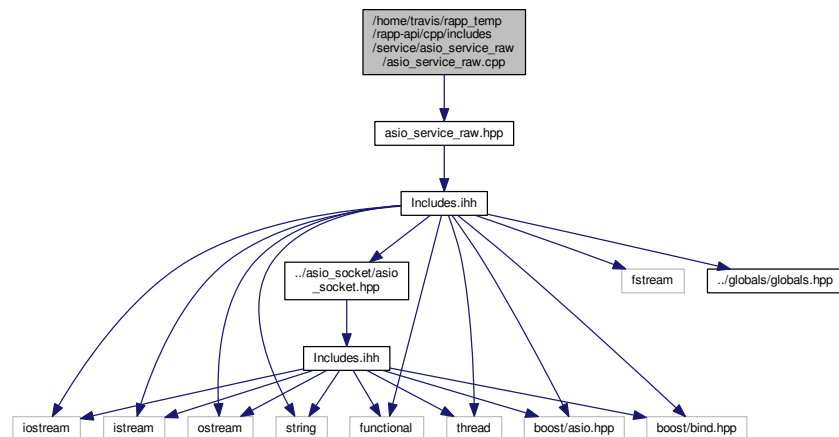 /home/travis/rapp_temp
/rapp-api/cpp/includes
/service/asio_service_raw
/asio_service_raw.cpp
asio_service_raw.hpp
Includes.ihh
../asio_socket/asio
_socket.hpp
fstream
../globals/globals.hpp
Includes.ihh
iostream
istream
ostream
string
functional
thread
boost/asio.hpp
boost/bind.hpp